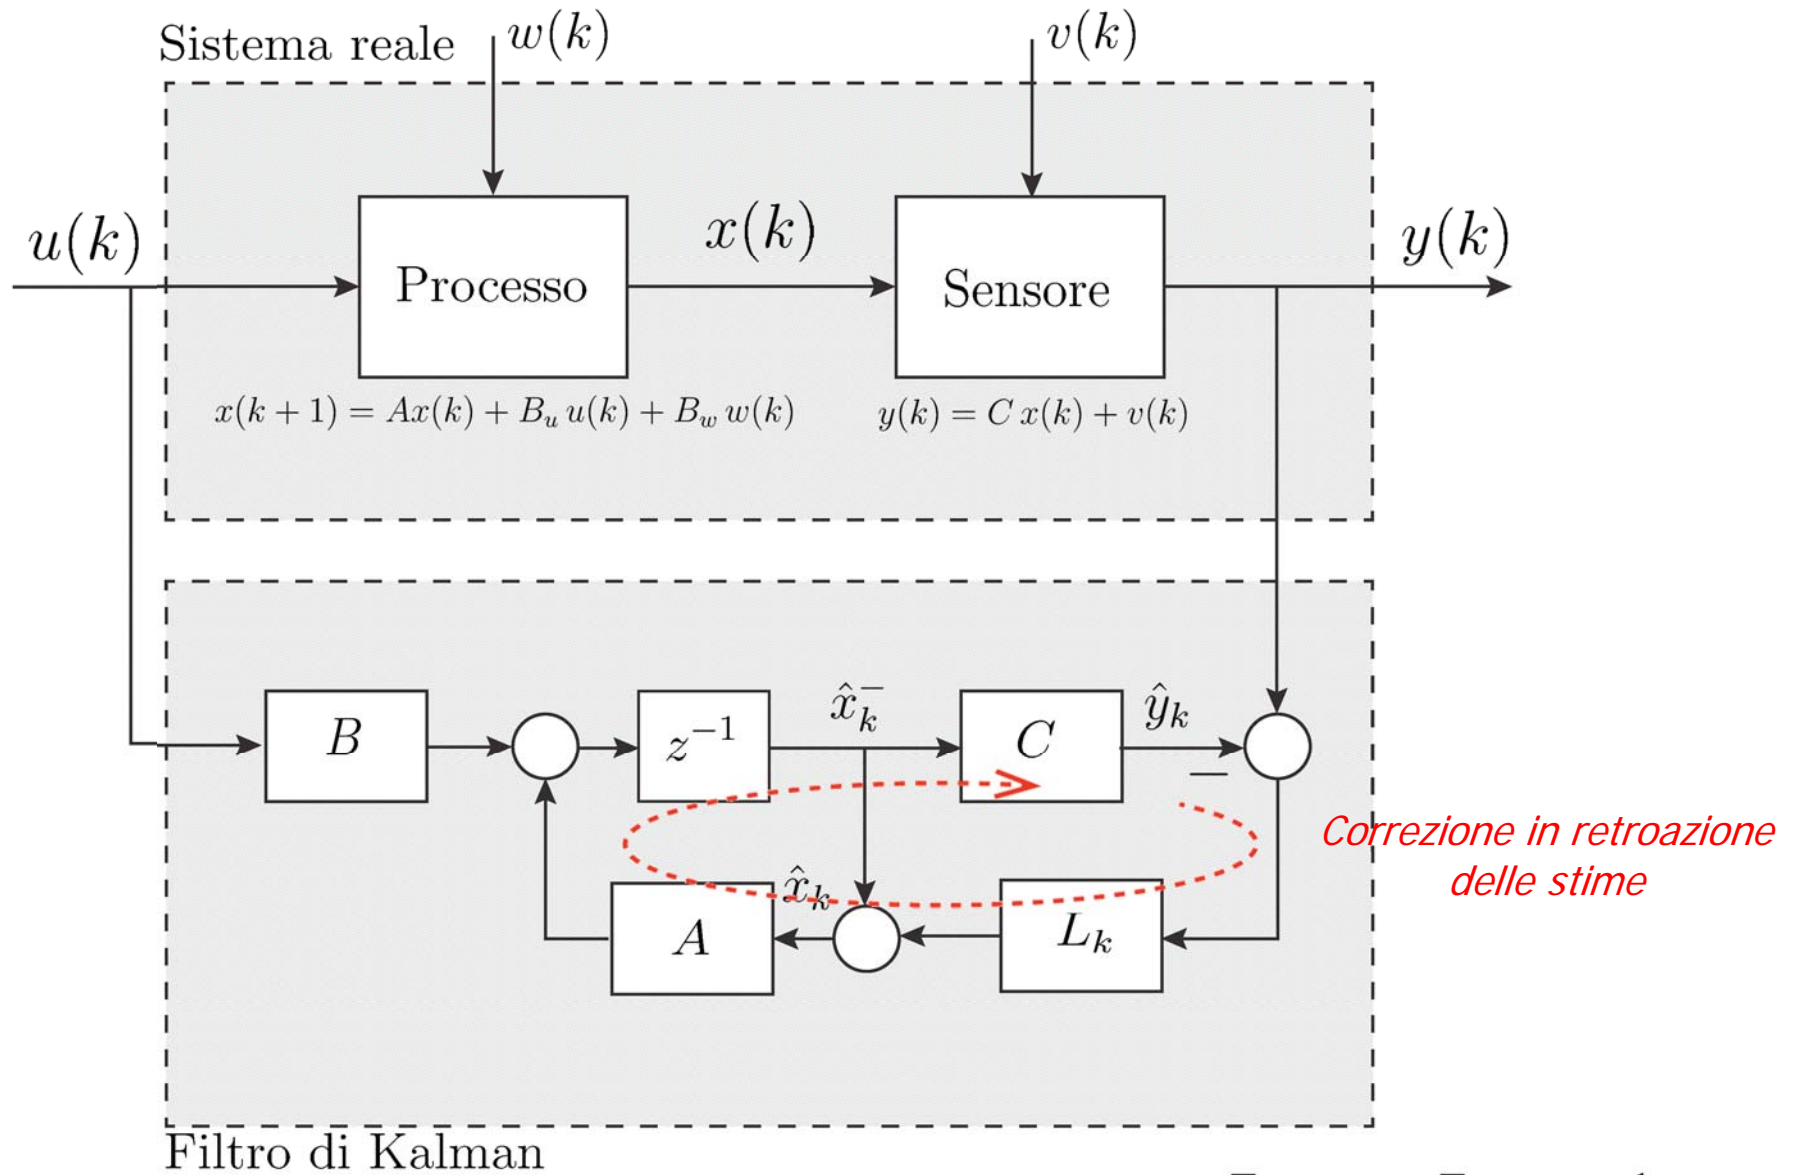 Sistema reale
w(k)
v(k)
u(k)
Processo
x(k)
Sensore
y(k)
x(k + 1) = Ax(k) + B_u u(k) + B_w w(k)
y(k) = C x(k) + v(k)
B
z^{-1}
x̂_k^-
C
ŷ_k
−
Correzione in retroazione
delle stime
A
x̂_k
L_k
Filtro di Kalman